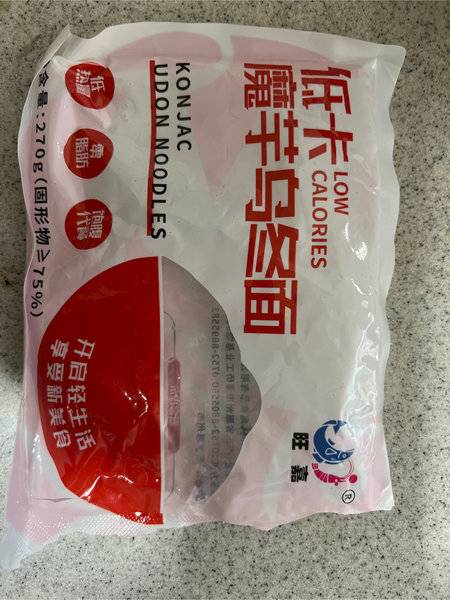 低卡
LOW
CALORIES
魔芋乌冬面
KONJAC
UDON NOODLES
低
热量
零
脂肪
饱腹
代餐
含量:270g(固形物≥75%)
开启轻生活
享受新美食
旺嘉
®